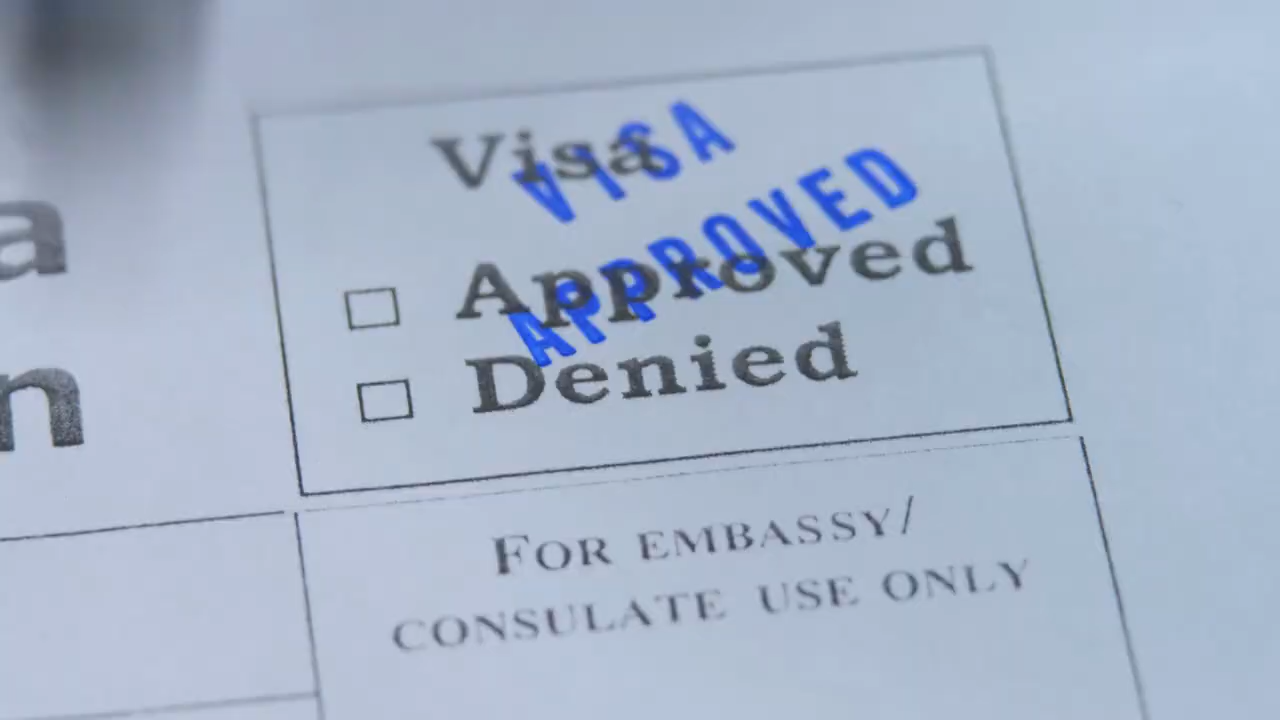 Visa
VISA
APPROVED
☐ Approved
☐ Denied
a
n
FOR EMBASSY/
CONSULATE USE ONLY